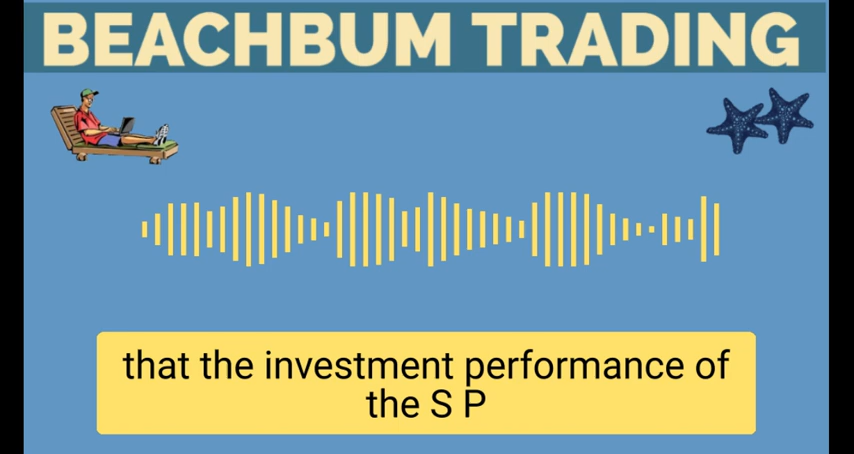 BEACHBUM TRADING
that the investment performance of
the S P